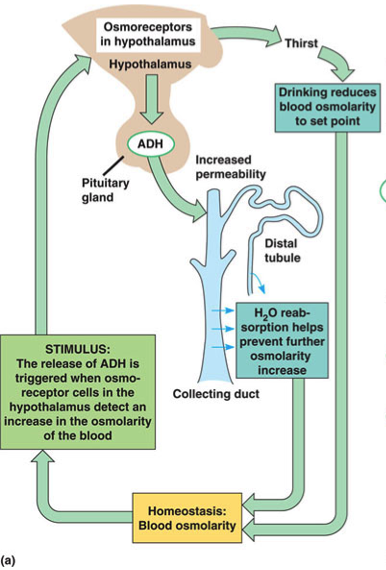 Osmoreceptors
in hypothalamus
Thirst
Hypothalamus
Drinking reduces
blood osmolarity
to set point
ADH
Increased
permeability
Pituitary
gland
Distal
tubule
H₂O reab-
sorption helps
prevent further
osmolarity
increase
STIMULUS:
The release of ADH is
triggered when osmo-
receptor cells in the
hypothalamus detect an
increase in the osmolarity
of the blood
Collecting duct
Homeostasis:
Blood osmolarity
(a)